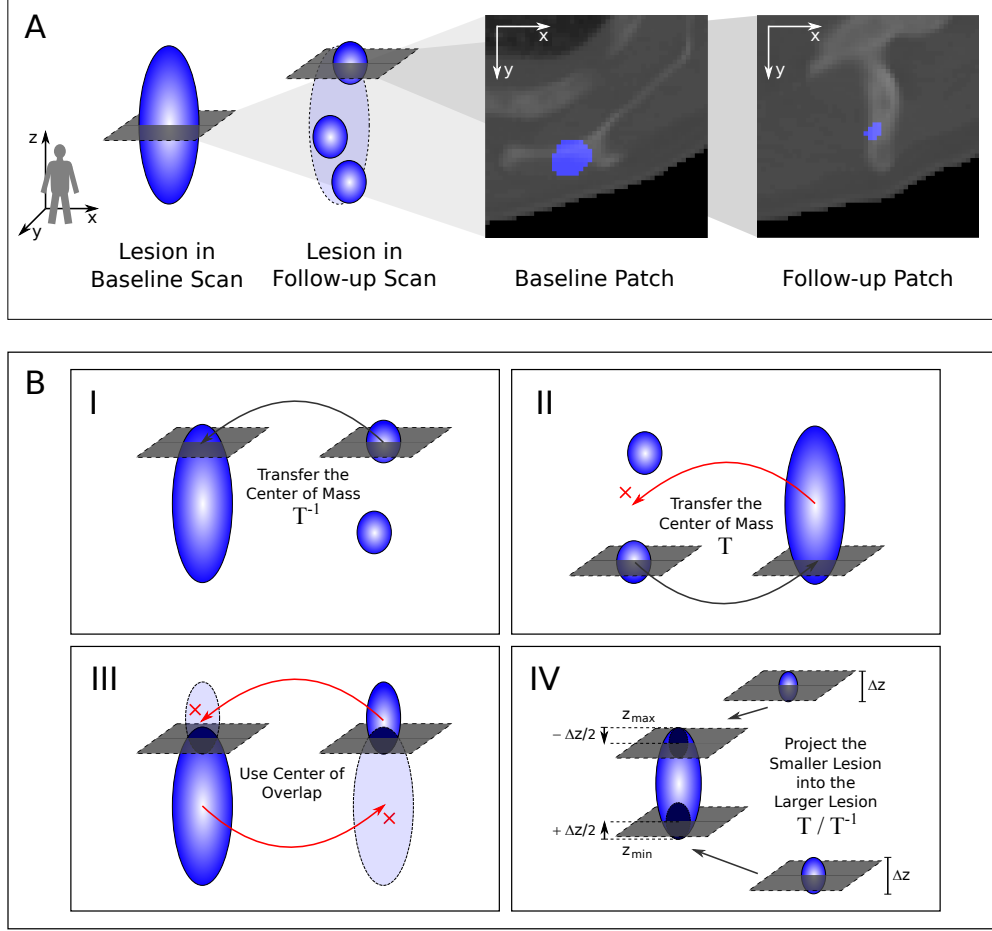 A
z
x
y
Lesion in
Baseline Scan
Lesion in
Follow-up Scan
x
y
Baseline Patch
x
y
Follow-up Patch
B
I
Transfer the
Center of Mass
T-1
II
Transfer the
Center of Mass
T
III
Use Center of
Overlap
IV
Δz
zmax
− Δz/2
Project the
Smaller Lesion
into the
Larger Lesion
T / T-1
+ Δz/2
zmin
Δz